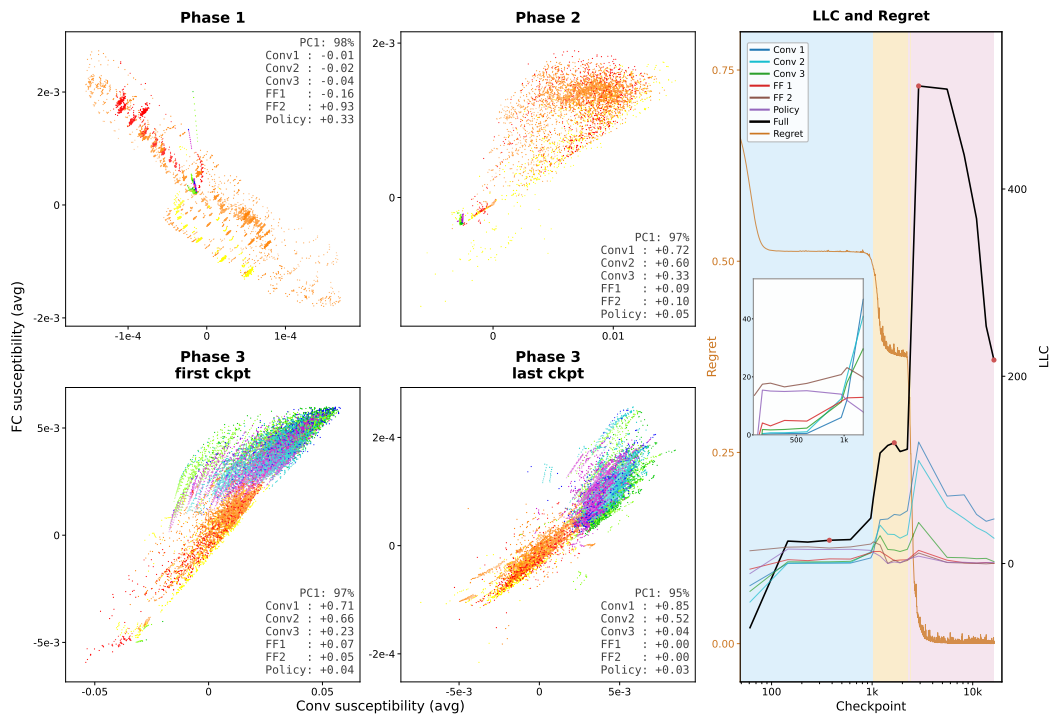 Phase 1
Phase 2
LLC and Regret
PC1: 98%
Conv1 : -0.01
Conv2 : -0.02
Conv3 : -0.04
FF1 : -0.16
FF2 : +0.93
Policy: +0.33
2e-3
0
-2e-3
-1e-4
0
1e-4
2e-3
0
0
0.01
PC1: 97%
Conv1 : +0.72
Conv2 : +0.60
Conv3 : +0.33
FF1 : +0.09
FF2 : +0.10
Policy: +0.05
Phase 3
first ckpt
Phase 3
last ckpt
5e-3
0
-5e-3
-0.05
0
0.05
PC1: 97%
Conv1 : +0.71
Conv2 : +0.66
Conv3 : +0.23
FF1 : +0.07
FF2 : +0.05
Policy: +0.04
2e-4
0
-2e-4
-5e-3
0
5e-3
PC1: 95%
Conv1 : +0.85
Conv2 : +0.52
Conv3 : +0.04
FF1 : +0.00
FF2 : +0.00
Policy: +0.03
FC susceptibility (avg)
Conv susceptibility (avg)
Conv 1
Conv 2
Conv 3
FF 1
FF 2
Policy
Full
Regret
0.75
0.50
0.25
0.00
Regret
40
20
0
500
1k
400
200
0
LLC
100
1k
10k
Checkpoint